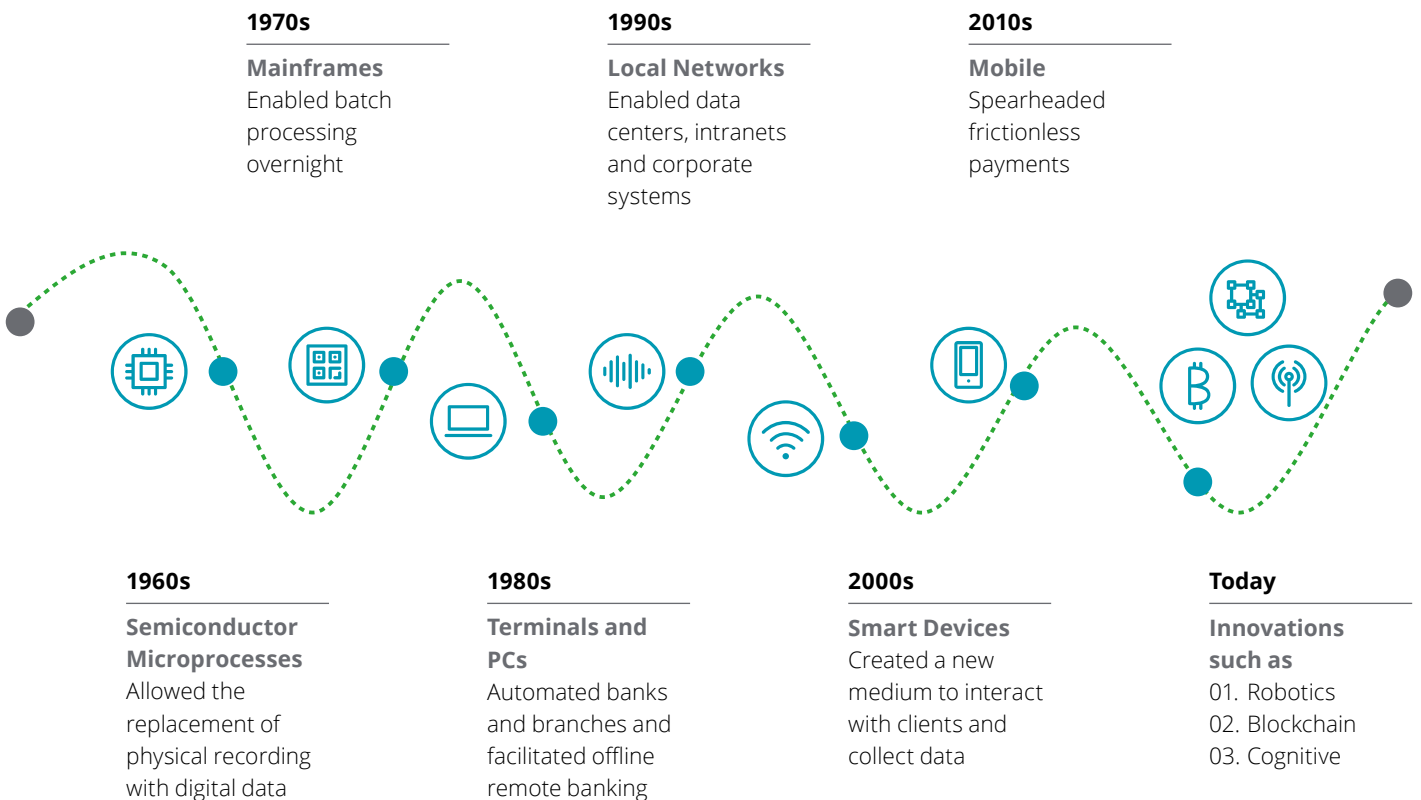 1970s
Mainframes
Enabled batch
processing
overnight
1990s
Local Networks
Enabled data
centers, intranets
and corporate
systems
2010s
Mobile
Spearheaded
frictionless
payments
1960s
Semiconductor
Microprocesses
Allowed the
replacement of
physical recording
with digital data
1980s
Terminals and
PCs
Automated banks
and branches and
facilitated offline
remote banking
2000s
Smart Devices
Created a new
medium to interact
with clients and
collect data
Today
Innovations
such as
01. Robotics
02. Blockchain
03. Cognitive